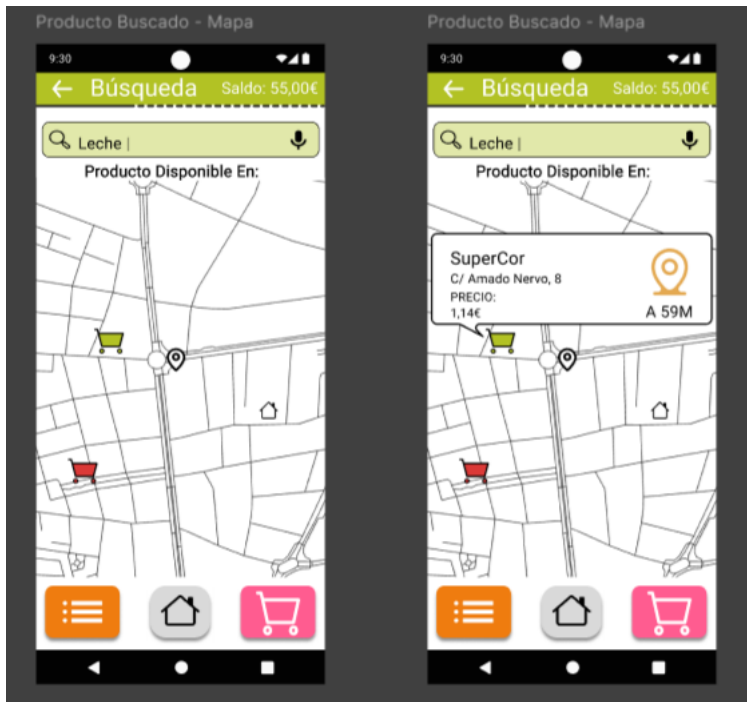 Producto Buscado - Mapa
9:30
Búsqueda Saldo: 55,00€
Leche |
Producto Disponible En:
Producto Buscado - Mapa
9:30
Búsqueda Saldo: 55,00€
Leche |
Producto Disponible En:
SuperCor
C/ Amado Nervo, 8
PRECIO:
1,14€
A 59M